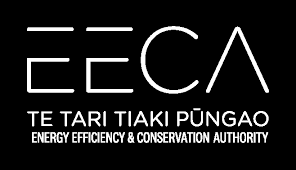 EECA
TE TARI TIAKI PŪNGAO
ENERGY EFFICIENCY & CONSERVATION AUTHORITY